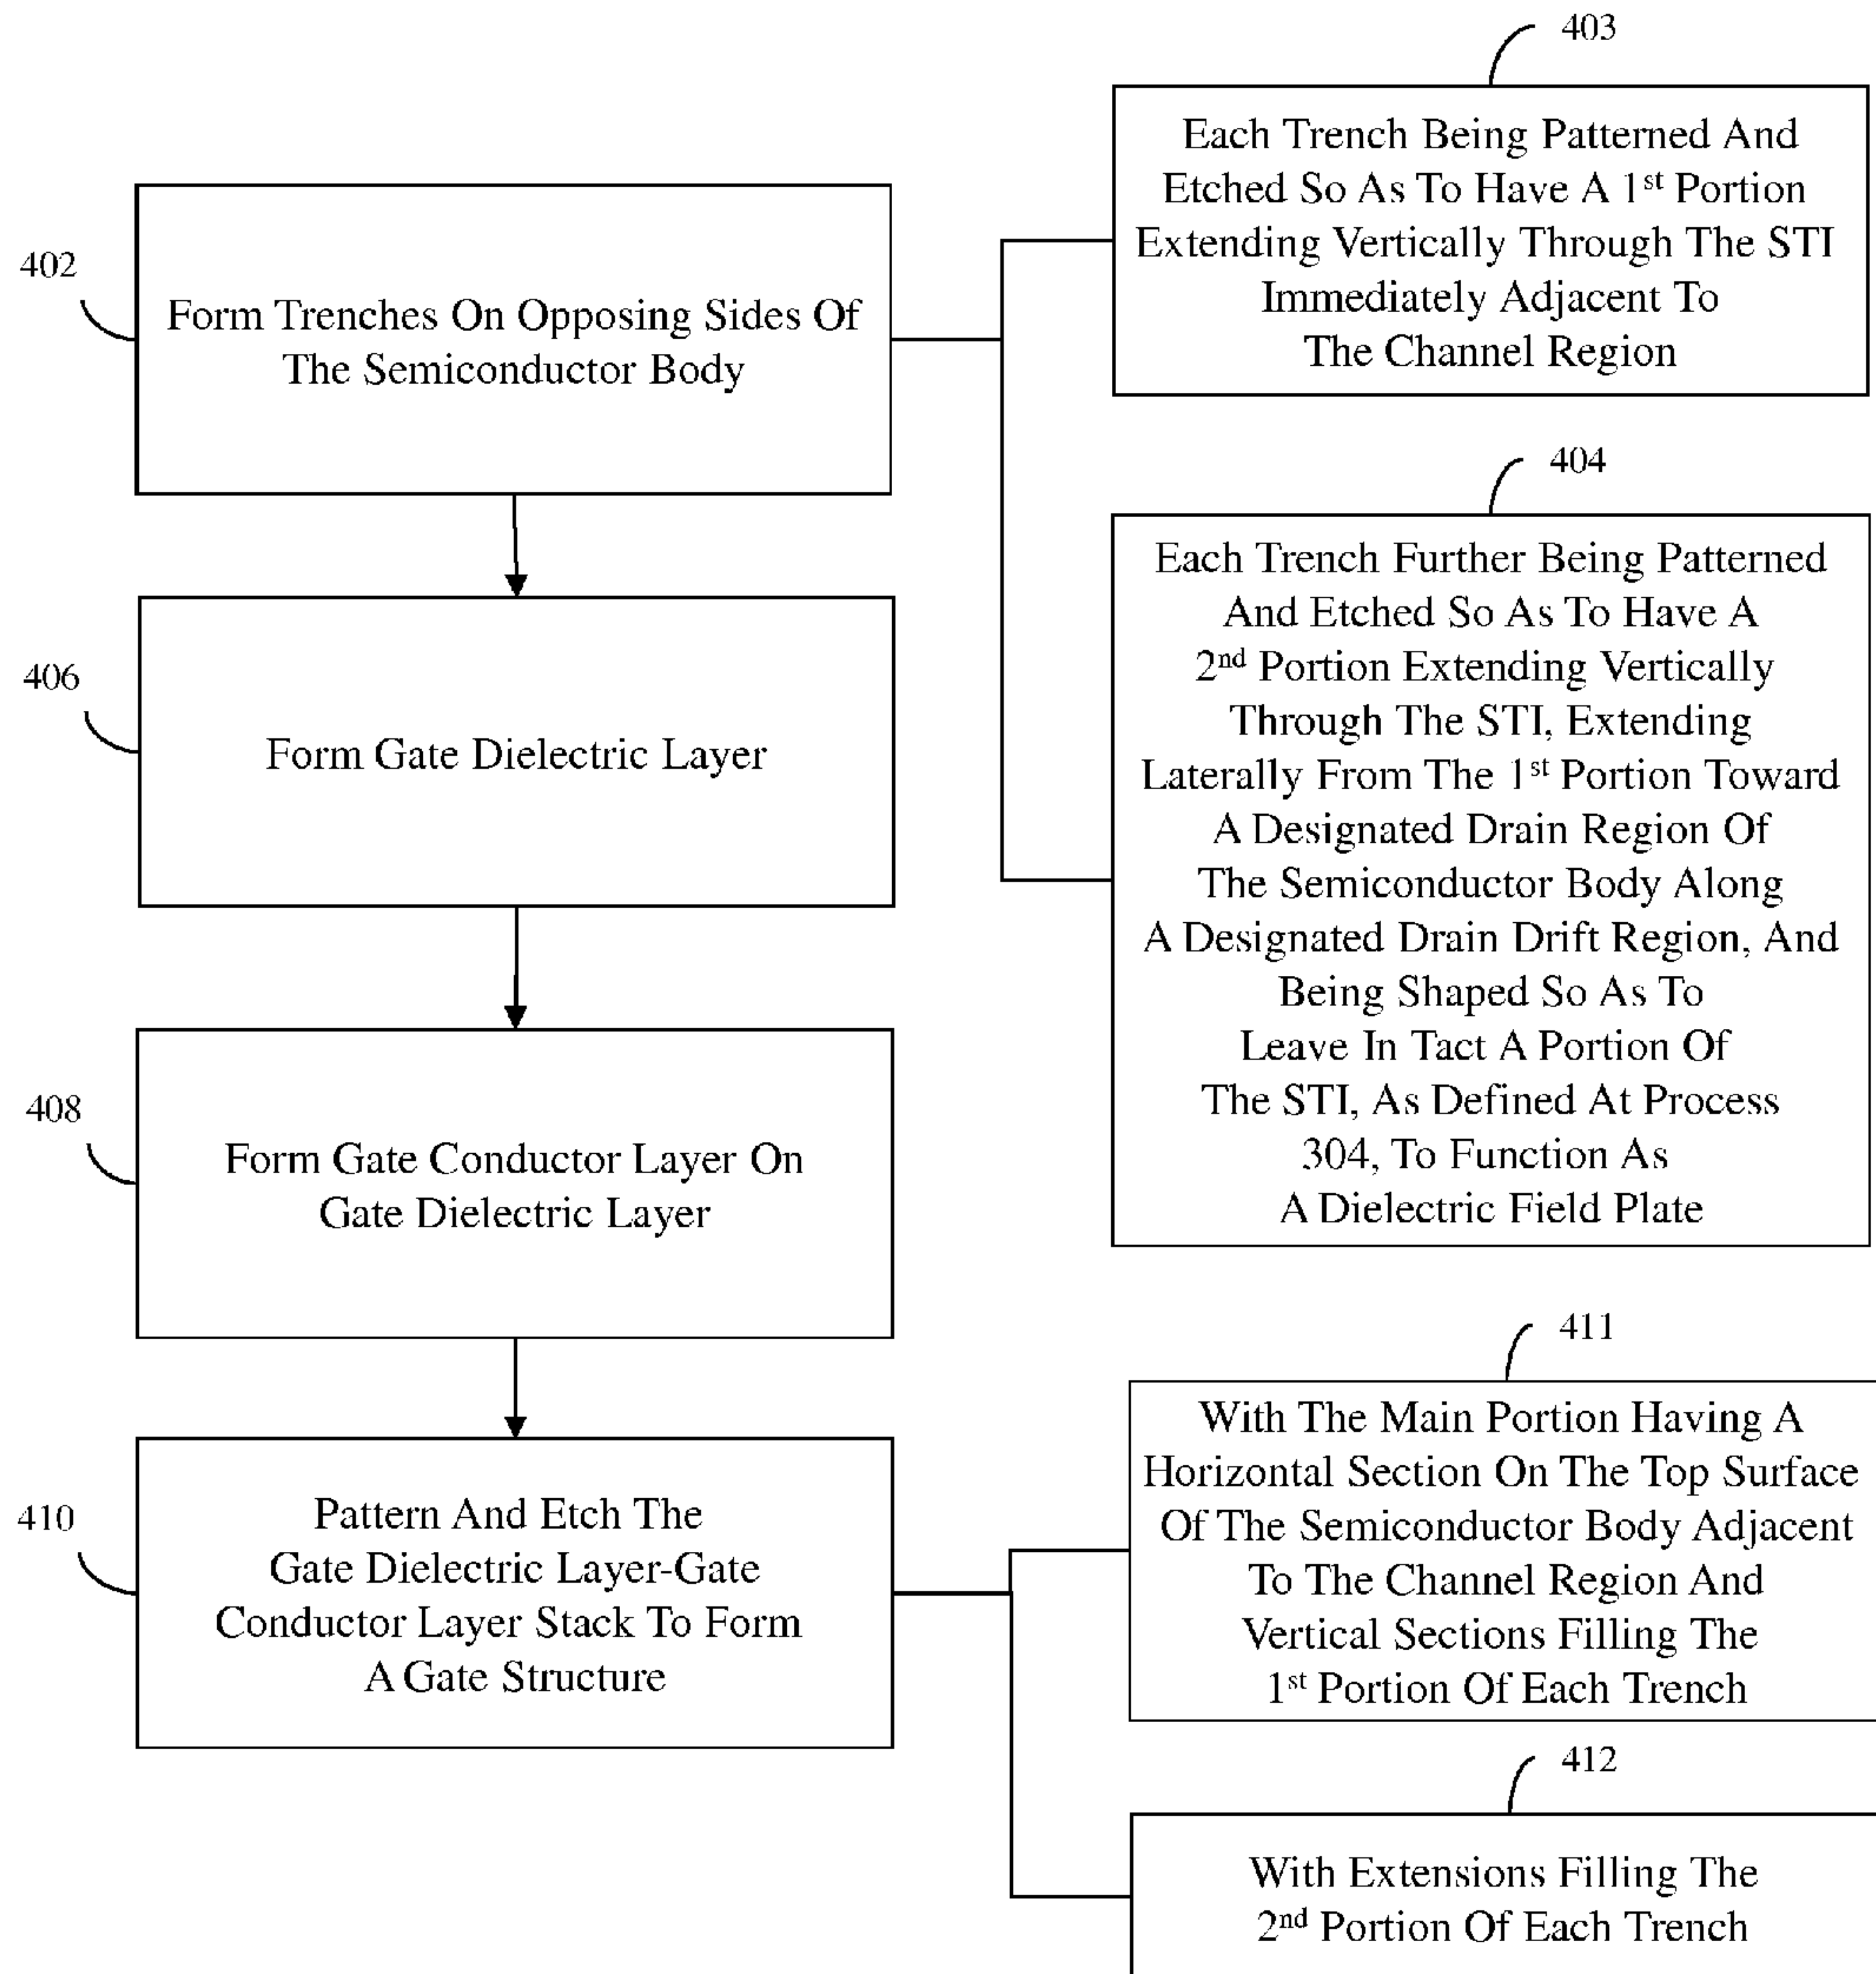 403
Each Trench Being Patterned And
Etched So As To Have A 1st Portion
Extending Vertically Through The STI
Immediately Adjacent To
The Channel Region
402
Form Trenches On Opposing Sides Of
The Semiconductor Body
404
Each Trench Further Being Patterned
And Etched So As To Have A
2nd Portion Extending Vertically
Through The STI, Extending
Laterally From The 1st Portion Toward
A Designated Drain Region Of
The Semiconductor Body Along
A Designated Drain Drift Region, And
Being Shaped So As To
Leave In Tact A Portion Of
The STI, As Defined At Process
304, To Function As
A Dielectric Field Plate
406
Form Gate Dielectric Layer
408
Form Gate Conductor Layer On
Gate Dielectric Layer
410
Pattern And Etch The
Gate Dielectric Layer-Gate
Conductor Layer Stack To Form
A Gate Structure
411
With The Main Portion Having A
Horizontal Section On The Top Surface
Of The Semiconductor Body Adjacent
To The Channel Region And
Vertical Sections Filling The
1st Portion Of Each Trench
412
With Extensions Filling The
2nd Portion Of Each Trench